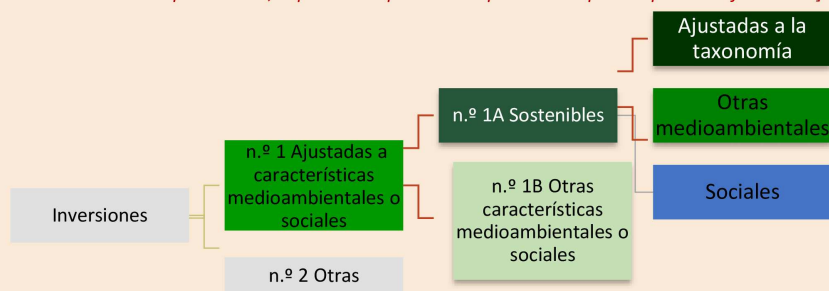 Ajustadas a la
taxonomía
n.º 1A Sostenibles
Otras
medioambientales
n.º 1 Ajustadas a
características
medioambientales o
sociales
n.º 1B Otras
características
medioambientales o
sociales
Sociales
Inversiones
n.º 2 Otras